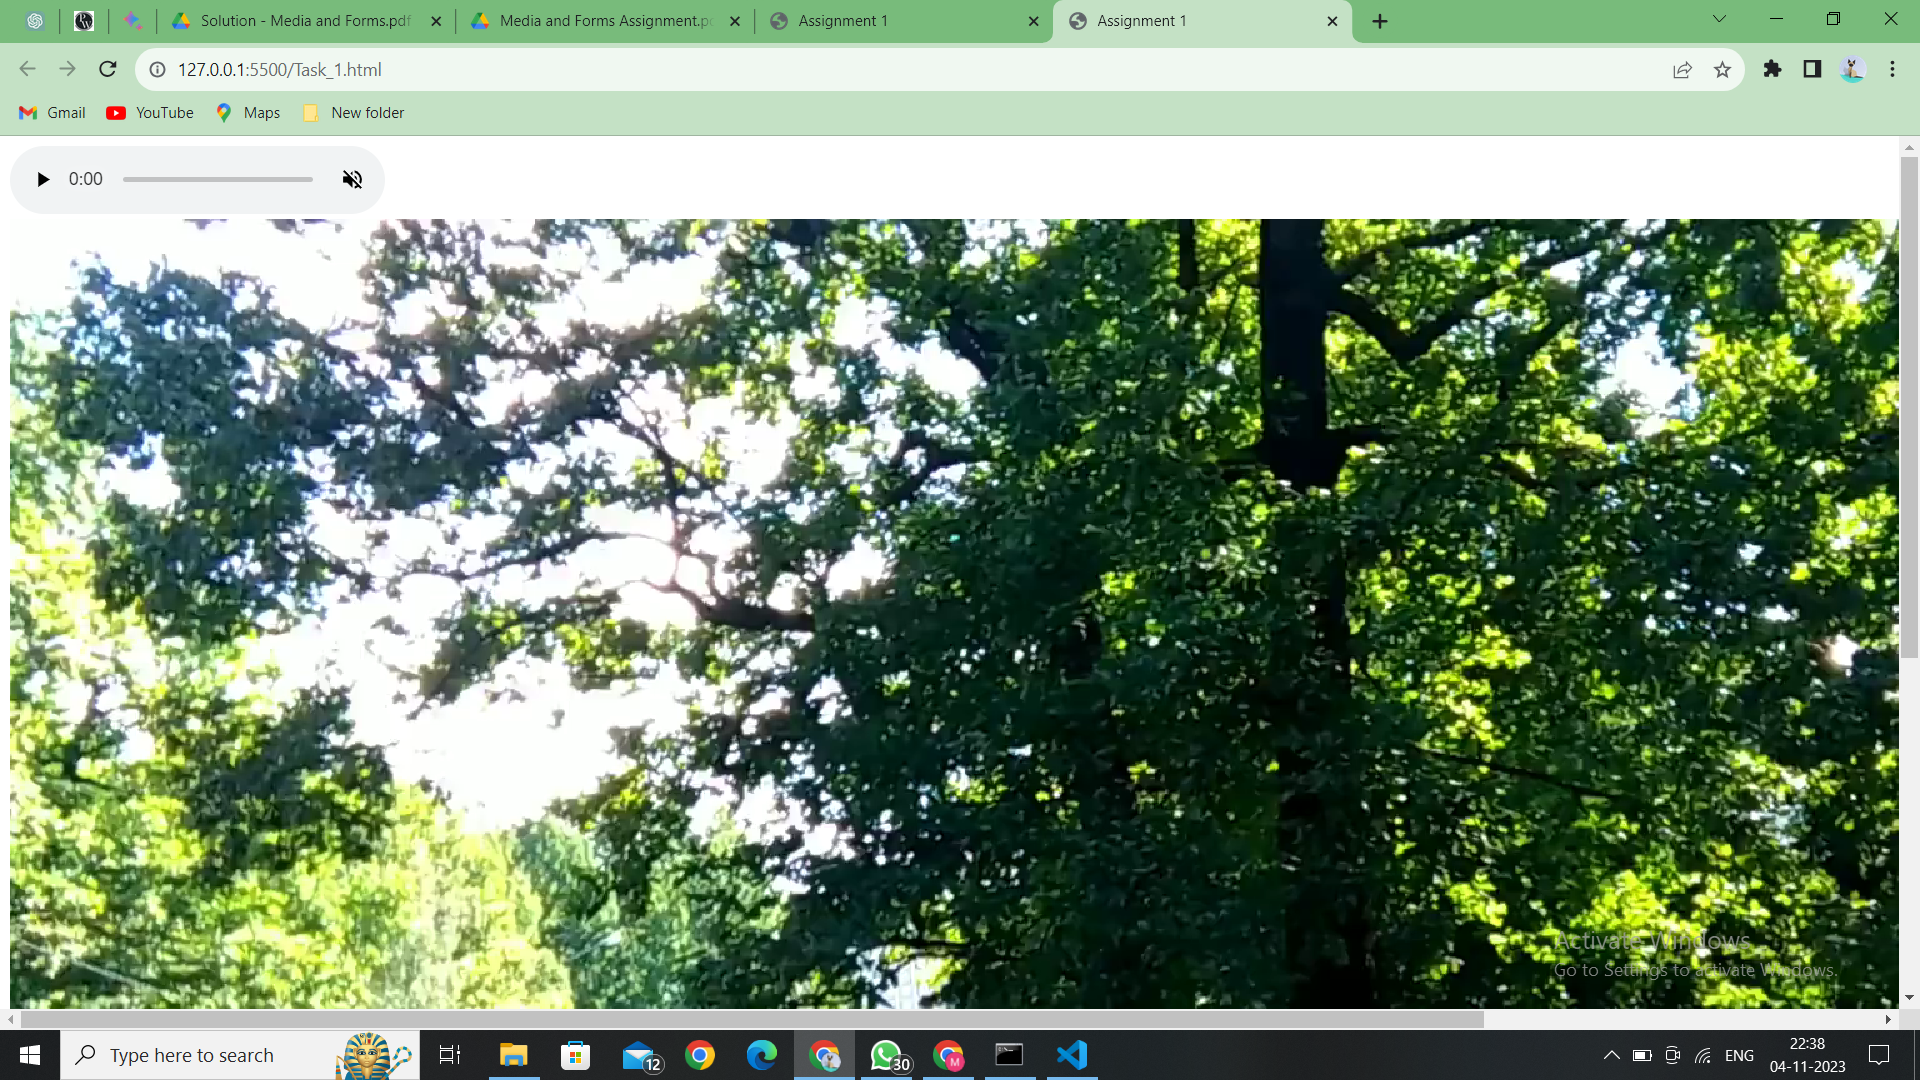 Solution - Media and Forms.pdf
Media and Forms Assignment.p
Assignment 1
Assignment 1
127.0.0.1:5500/Task_1.html
Gmail
YouTube
Maps
New folder
0:00
Activate Windows
Go to Settings to activate Windows.
Type here to search
12
30
M
ENG
22:38
04-11-2023